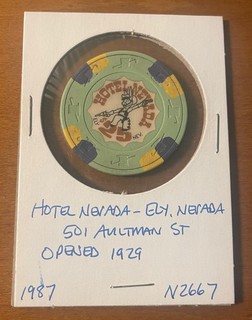 HOTEL NEVADA
$25
HOTEL NEVADA - ELY, NEVADA
501 AULTMAN ST
OPENED 1929
1987 N2667